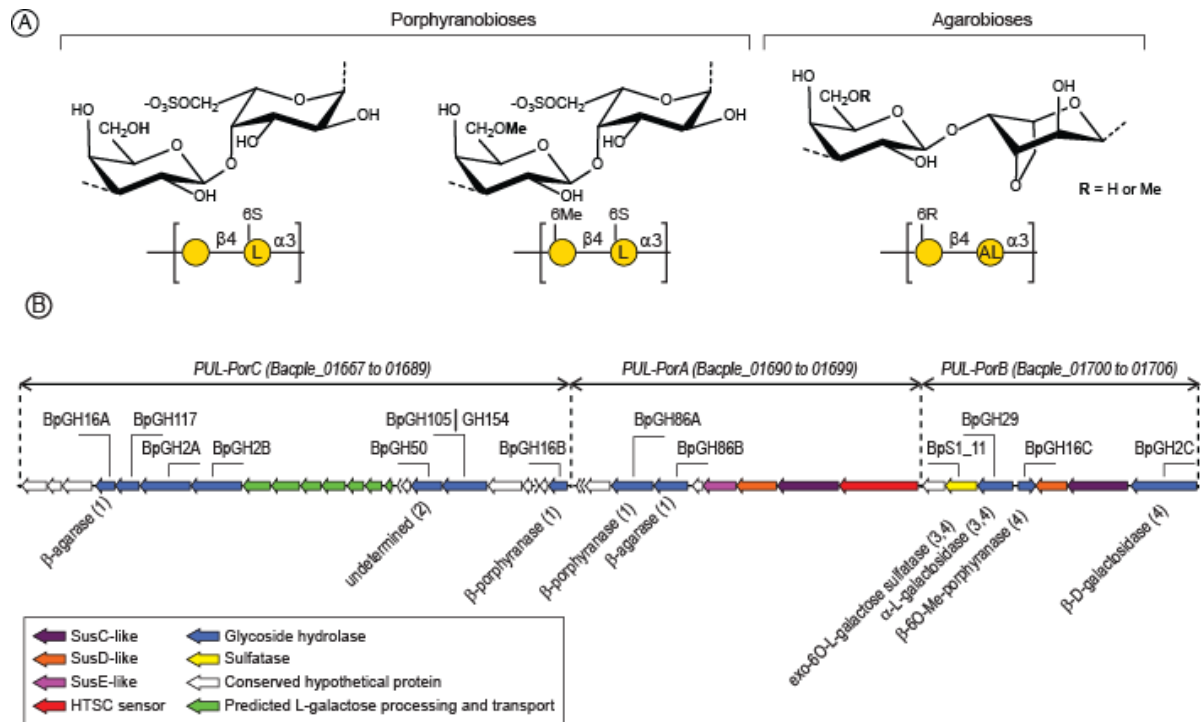 A
Porphyranobioses
Agarobioses
-O₃SOCH₂
O
OH
HO
CH₂OH
HO
O
O
O
OH
-O₃SOCH₂
O
OH
HO
CH₂OMe
HO
O
O
O
OH
HO
CH₂OR
O
O
OH
OH
O
O
R = H or Me
6S
β4
L
α3
6Me
6S
β4
L
α3
6R
β4
AL
α3
B
PUL-PorC (Bacple_01667 to 01689)
PUL-PorA (Bacple_01690 to 01699)
PUL-PorB (Bacple_01700 to 01706)
BpGH16A
BpGH117
BpGH2A
BpGH2B
BpGH105|GH154
BpGH50
BpGH16B
BpGH86A
BpGH86B
BpGH29
BpS1_11
BpGH16C
BpGH2C
β-agarase (1)
undetermined (2)
β-porphyranase (1)
β-porphyranase (1)
β-agarase (1)
exo-6O-L-galactose sulfatase (3,4)
α-L-galactosidase (3,4)
β-6O-Me-porphyranase (4)
β-D-galactosidase (4)
SusC-like
SusD-like
SusE-like
HTSC sensor
Glycoside hydrolase
Sulfatase
Conserved hypothetical protein
Predicted L-galactose processing and transport